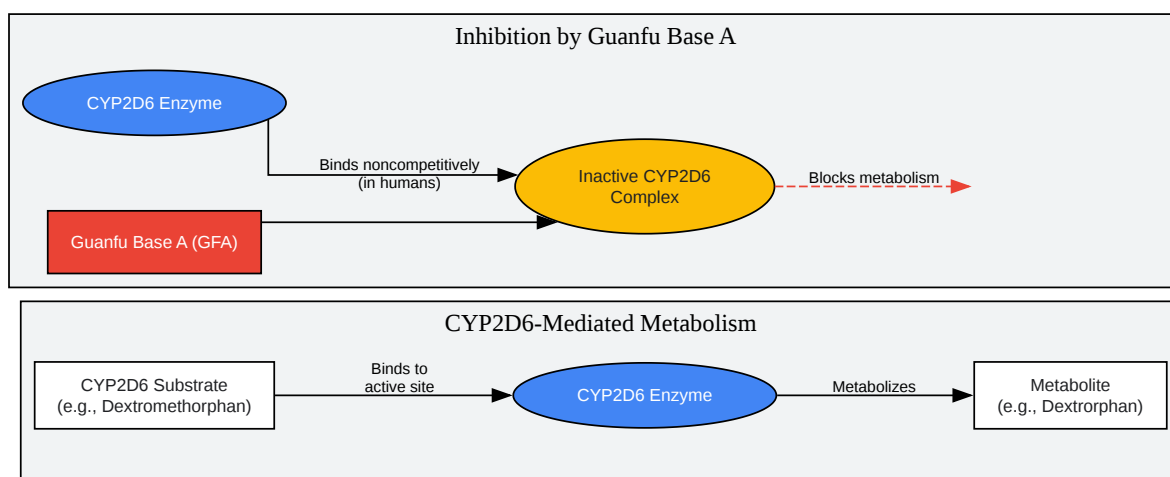 Inhibition by Guanfu Base A
CYP2D6 Enzyme
Binds noncompetitively
(in humans)
Inactive CYP2D6
Complex
Blocks metabolism
Guanfu Base A (GFA)
CYP2D6-Mediated Metabolism
CYP2D6 Substrate
(e.g., Dextromethorphan)
Binds to
active site
CYP2D6 Enzyme
Metabolizes
Metabolite
(e.g., Dextrorphan)